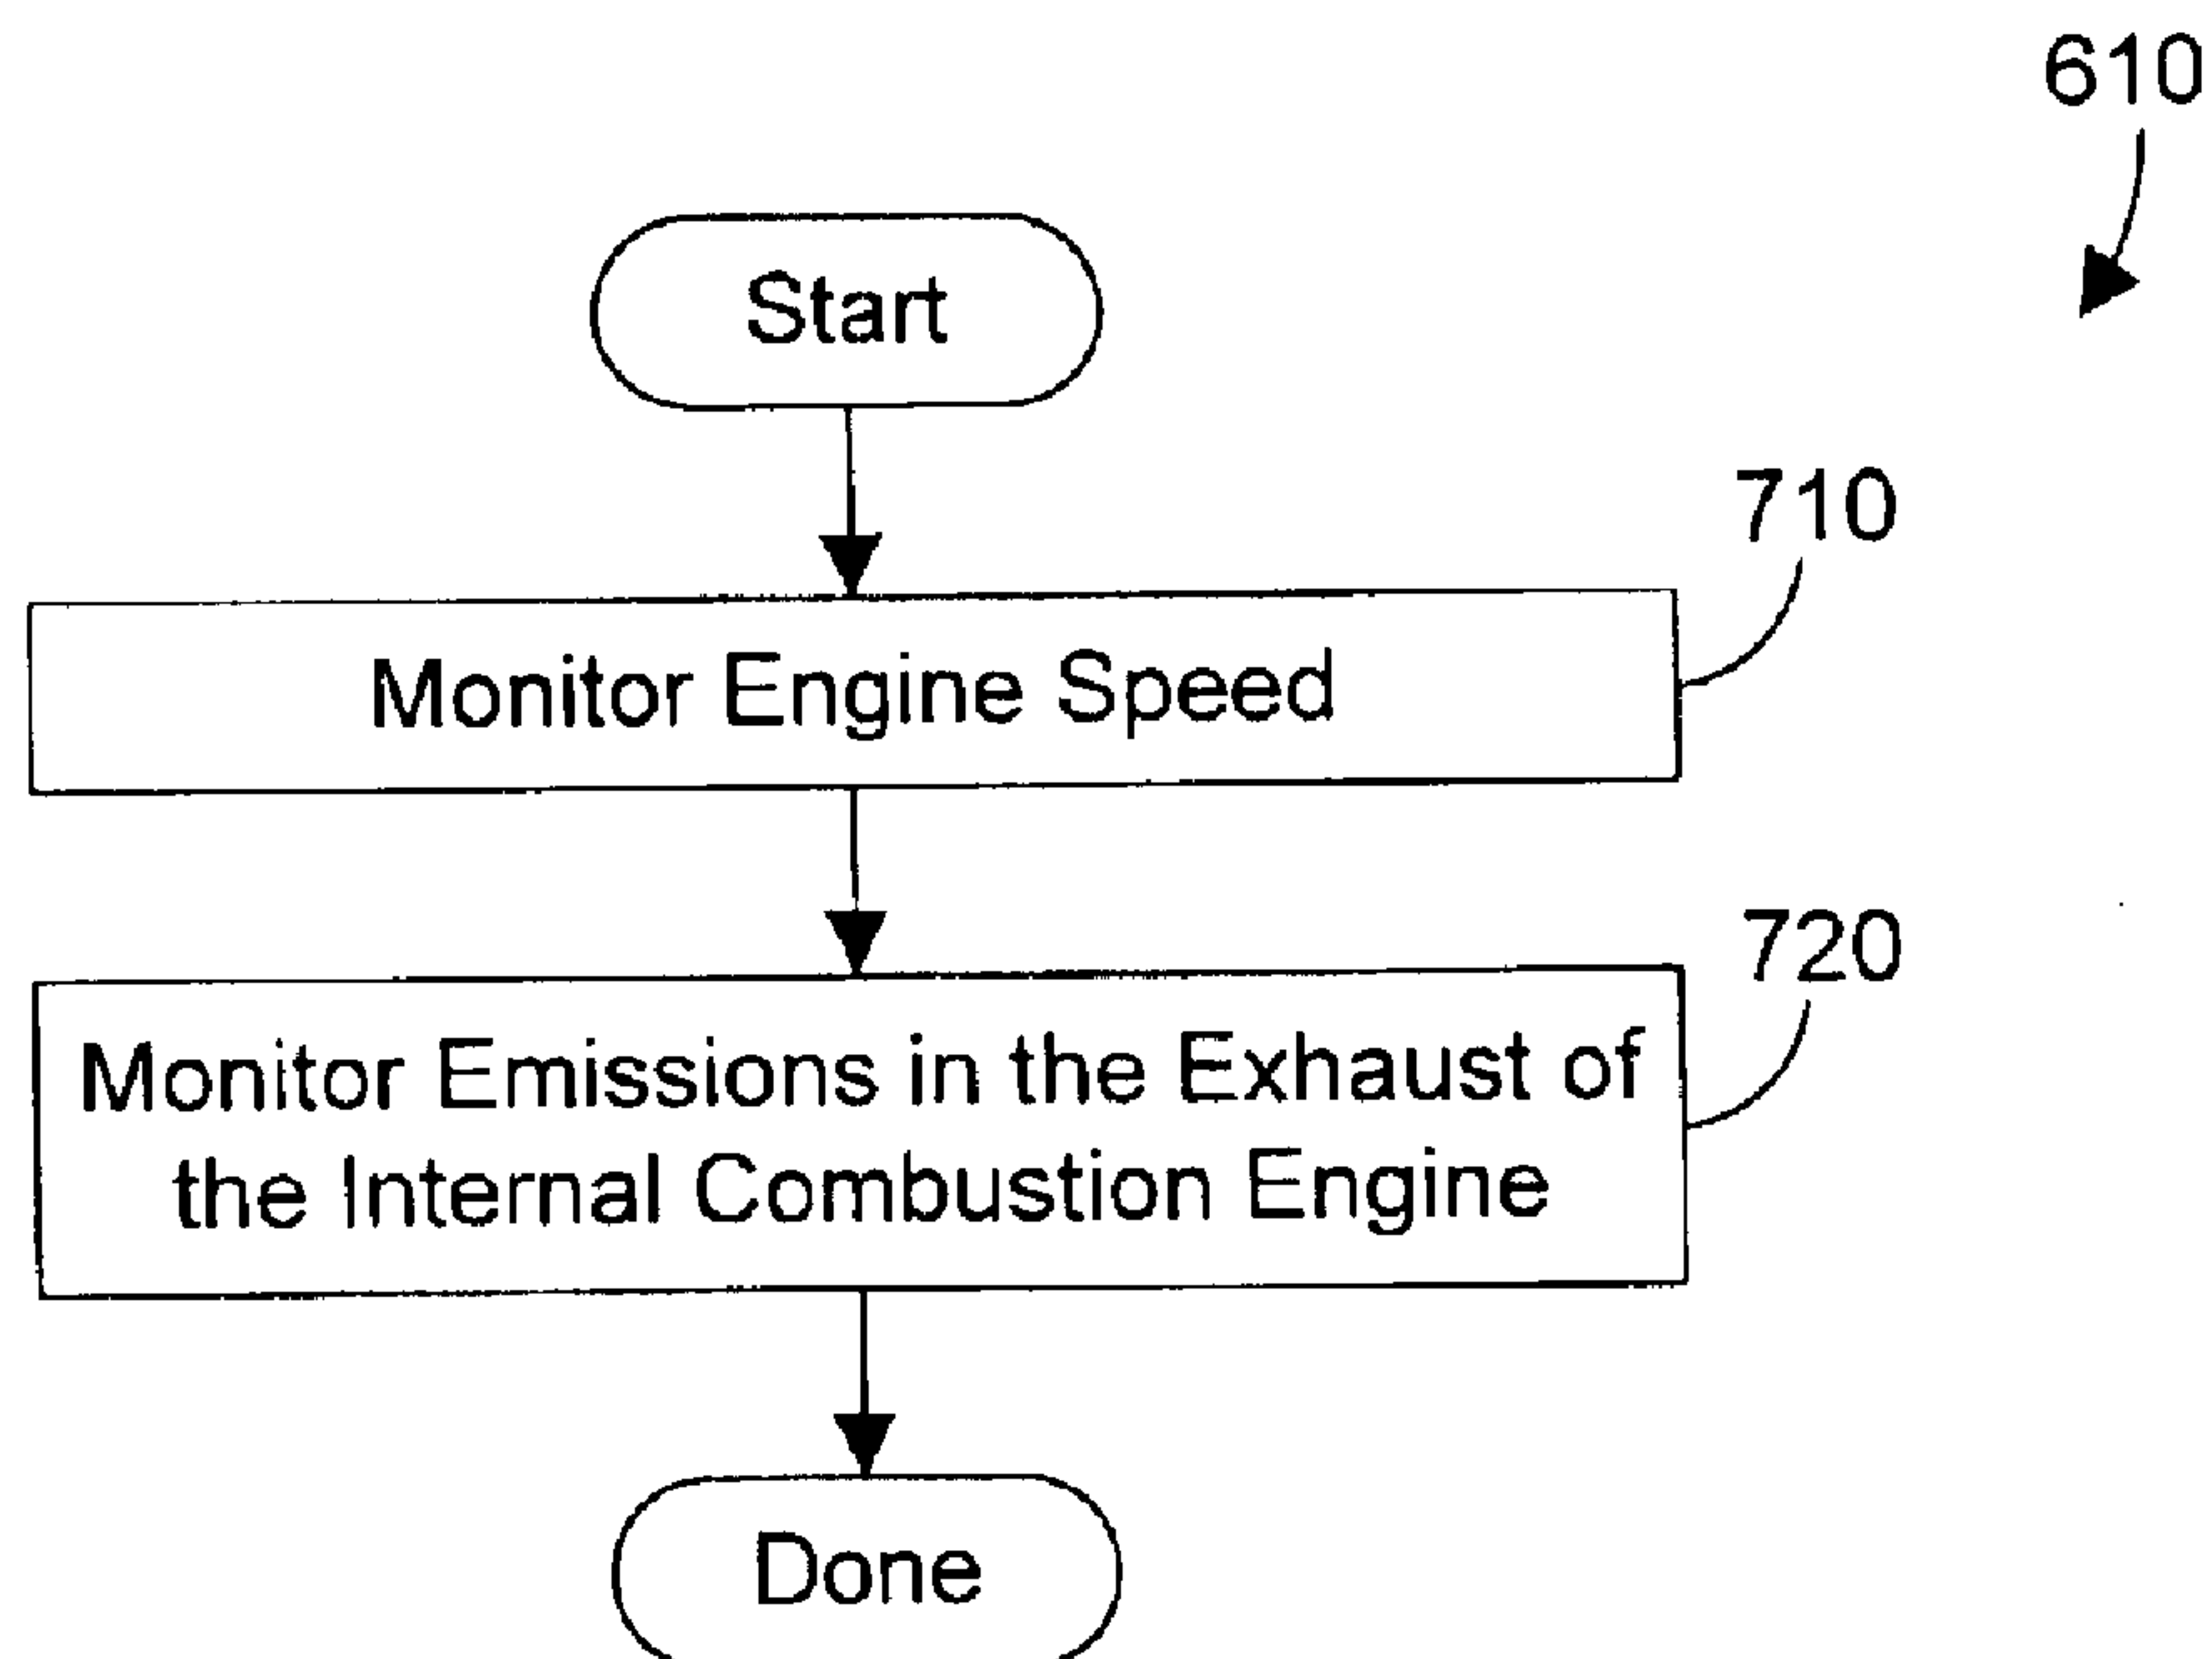 610
Start
710
Monitor Engine Speed
720
Monitor Emissions in the Exhaust of
the Internal Combustion Engine
Done